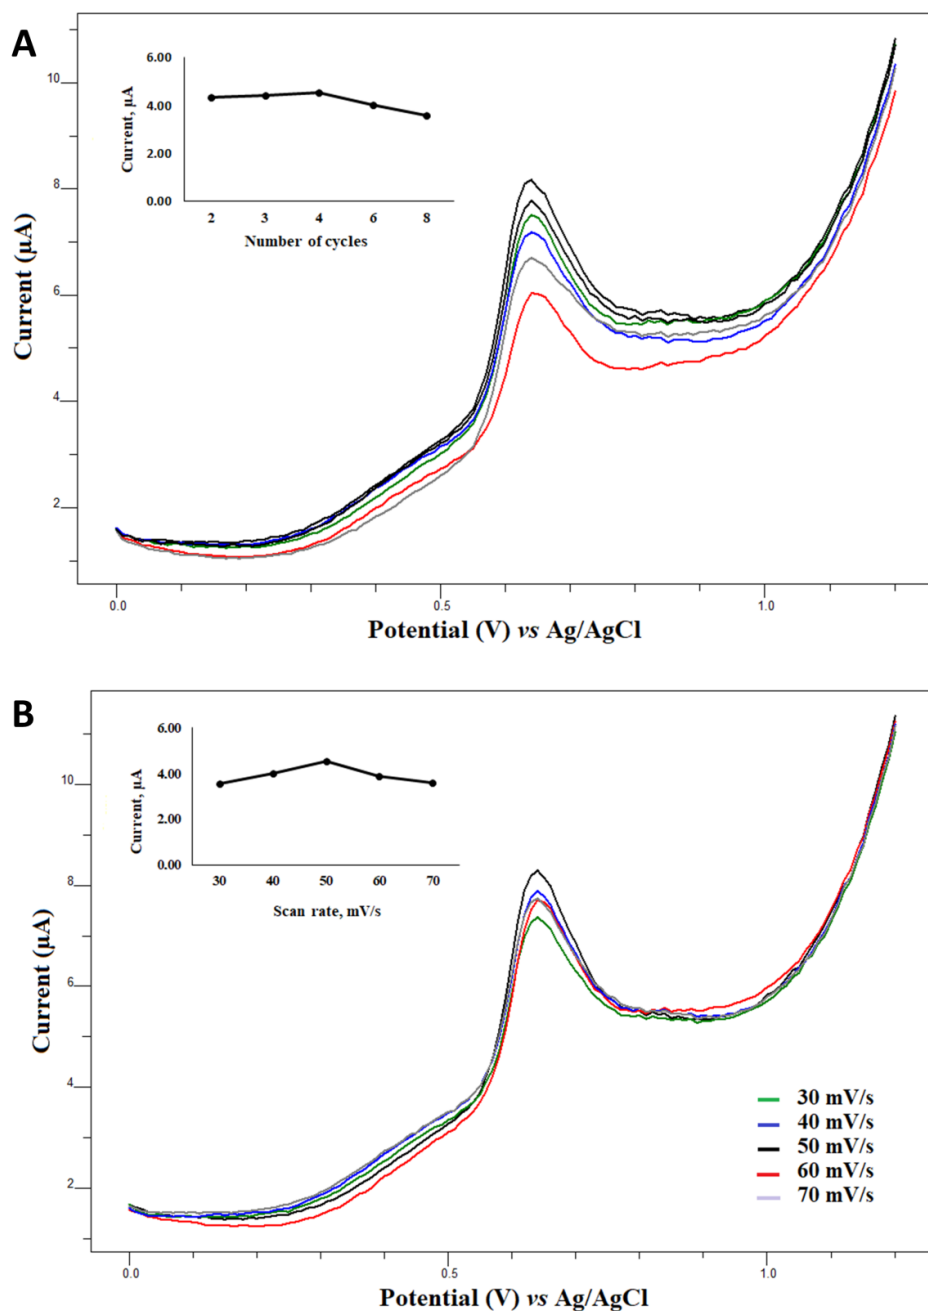 A
6.00
4.00
2.00
0.00
Current, µA
2 3 4 6 8
Number of cycles
10
8
6
4
2
Current (µA)
0.0 0.5 1.0
Potential (V) vs Ag/AgCl
B
6.00
4.00
2.00
0.00
Current, µA
30 40 50 60 70
Scan rate, mV/s
10
8
6
4
2
Current (µA)
30 mV/s
40 mV/s
50 mV/s
60 mV/s
70 mV/s
0.0 0.5 1.0
Potential (V) vs Ag/AgCl